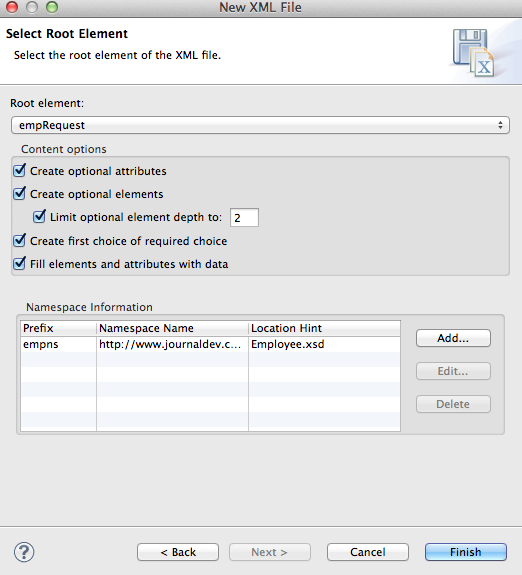 New XML File
Select Root Element
Select the root element of the XML file.
X
Root element:
empRequest
Content options
Create optional attributes
Create optional elements
Limit optional element depth to: 2
Create first choice of required choice
Fill elements and attributes with data
Namespace Information
Prefix Namespace Name Location Hint
empns http://www.journaldev.c... Employee.xsd
Add...
Edit...
Delete
? < Back Next > Cancel Finish